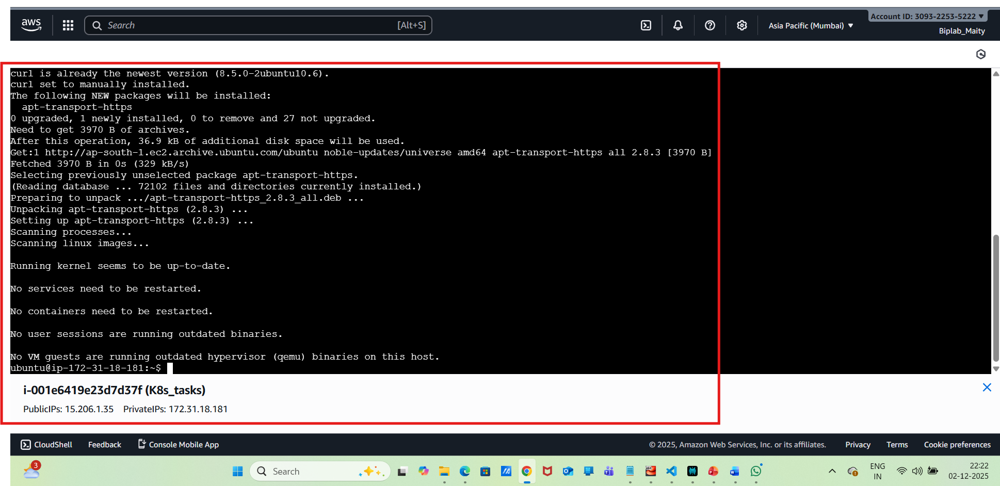 aws
Search
[Alt+S]
Asia Pacific (Mumbai) ▼
Account ID: 3093-2253-5222 ▼
Biplab_Maity
curl is already the newest version (8.5.0-2ubuntu10.6).
curl set to manually installed.
The following NEW packages will be installed:
  apt-transport-https
0 upgraded, 1 newly installed, 0 to remove and 27 not upgraded.
Need to get 3970 B of archives.
After this operation, 36.9 kB of additional disk space will be used.
Get:1 http://ap-south-1.ec2.archive.ubuntu.com/ubuntu noble-updates/universe amd64 apt-transport-https all 2.8.3 [3970 B]
Fetched 3970 B in 0s (329 kB/s)
Selecting previously unselected package apt-transport-https.
(Reading database ... 72102 files and directories currently installed.)
Preparing to unpack .../apt-transport-https_2.8.3_all.deb ...
Unpacking apt-transport-https (2.8.3) ...
Setting up apt-transport-https (2.8.3) ...
Scanning processes...
Scanning linux images...
Running kernel seems to be up-to-date.
No services need to be restarted.
No containers need to be restarted.
No user sessions are running outdated binaries.
No VM guests are running outdated hypervisor (qemu) binaries on this host.
ubuntu@ip-172-31-18-181:~$
i-001e6419e23d7d37f (K8s_tasks)
PublicIPs: 15.206.1.35 PrivateIPs: 172.31.18.181
CloudShell Feedback Console Mobile App © 2025, Amazon Web Services, Inc. or its affiliates. Privacy Terms Cookie preferences
3
Search
ENG
IN
22:22
02-12-2025